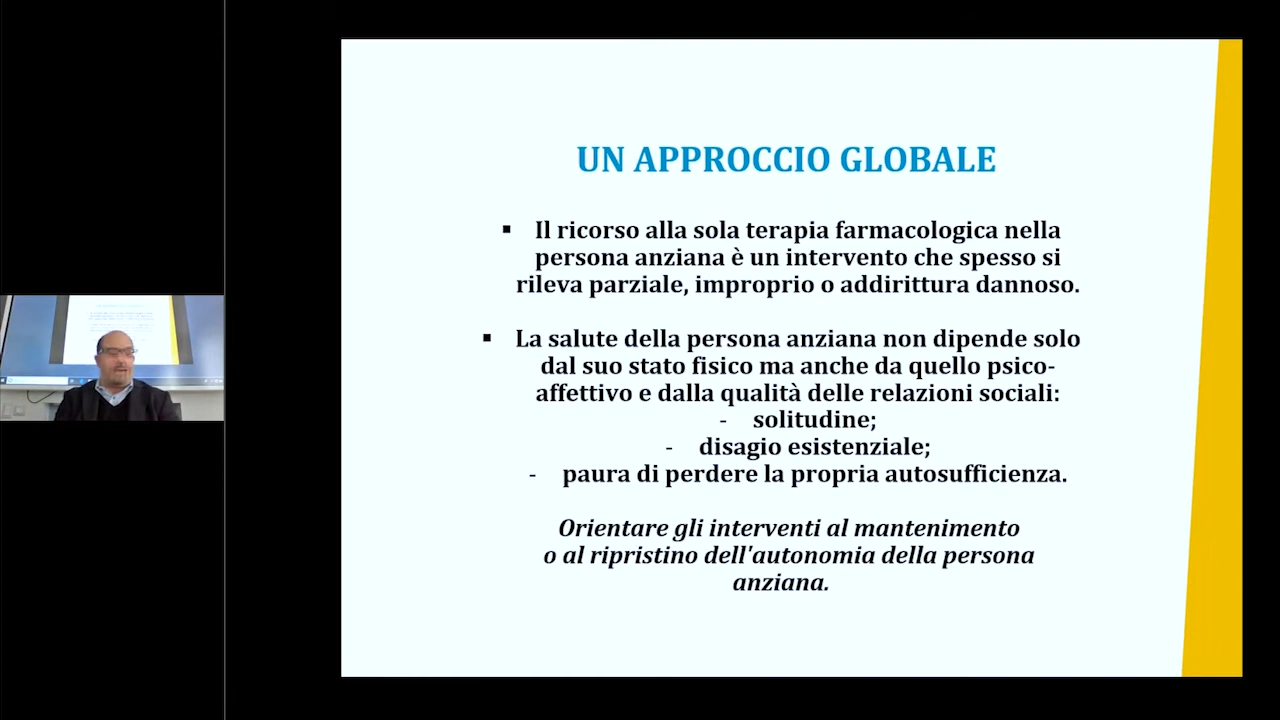 UN APPROCCIO GLOBALE
▪ Il ricorso alla sola terapia farmacologica nella
persona anziana è un intervento che spesso si
rileva parziale, improprio o addirittura dannoso.
▪ La salute della persona anziana non dipende solo
dal suo stato fisico ma anche da quello psico-
affettivo e dalla qualità delle relazioni sociali:
- solitudine;
- disagio esistenziale;
- paura di perdere la propria autosufficienza.
Orientare gli interventi al mantenimento
o al ripristino dell'autonomia della persona
anziana.